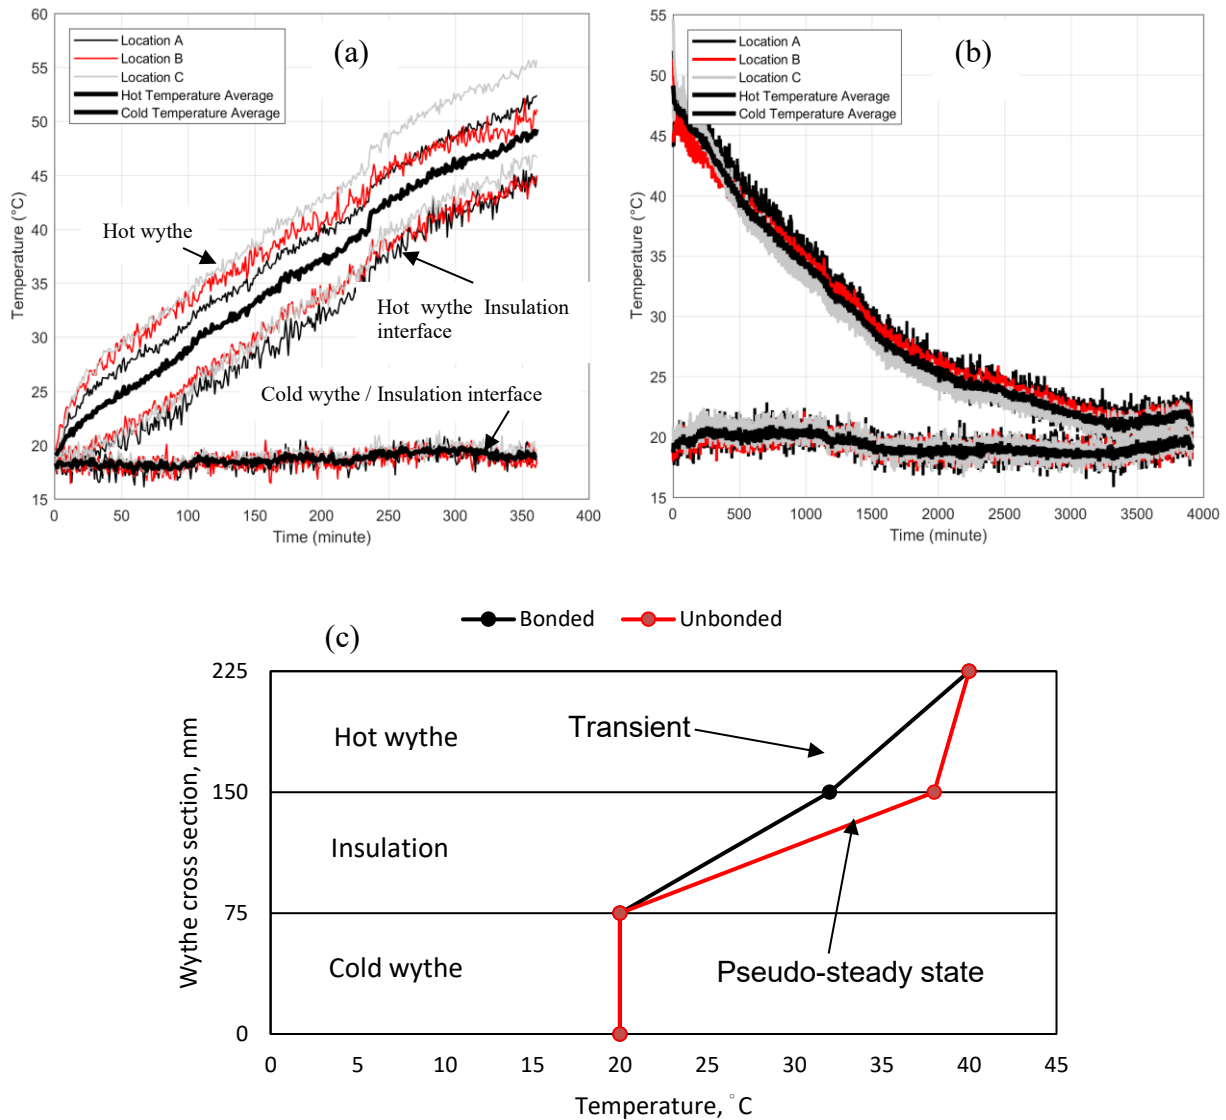 60
55
50
45
40
35
30
25
20
15
Temperature (°C)
Location A
Location B
Location C
Hot Temperature Average
Cold Temperature Average
(a)
Hot wythe
Hot wythe Insulation
interface
Cold wythe / Insulation interface
0 50 100 150 200 250 300 350 400
Time (minute)
55
50
45
40
35
30
25
20
15
Temperature (°C)
Location A
Location B
Location C
Hot Temperature Average
Cold Temperature Average
(b)
0 500 1000 1500 2000 2500 3000 3500 4000
Time (minute)
Bonded Unbonded
(c)
225
150
75
0
Wythe cross section, mm
Hot wythe
Transient
Insulation
Cold wythe
Pseudo-steady state
0 5 10 15 20 25 30 35 40 45
Temperature, °C